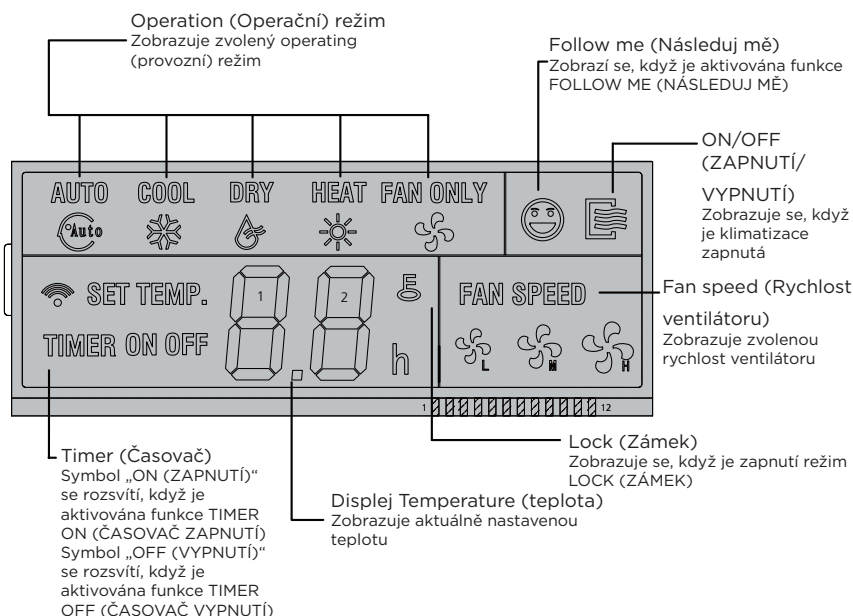 Operation (Operační) režim
Zobrazuje zvolený operating
(provozní) režim
Follow me (Následuj mě)
Zobrazí se, když je aktivována funkce
FOLLOW ME (NÁSLEDUJ MĚ)
ON/OFF
(ZAPNUTÍ/
VYPNUTÍ)
Zobrazuje se, když
je klimatizace
zapnutá
AUTO COOL DRY HEAT FAN ONLY
Auto
SET TEMP. 1 2 FAN SPEED
TIMER ON OFF h L M H
1 12
Fan speed (Rychlost
ventilátoru)
Zobrazuje zvolenou
rychlost ventilátoru
Lock (Zámek)
Zobrazuje se, když je zapnutí režim
LOCK (ZÁMEK)
Displej Temperature (teplota)
Zobrazuje aktuálně nastavenou
teplotu
Timer (Časovač)
Symbol „ON (ZAPNUTÍ)“
se rozsvítí, když je
aktivována funkce TIMER
ON (ČASOVAČ ZAPNUTÍ)
Symbol „OFF (VYPNUTÍ)“
se rozsvítí, když je
aktivována funkce TIMER
OFF (ČASOVAČ VYPNUTÍ)